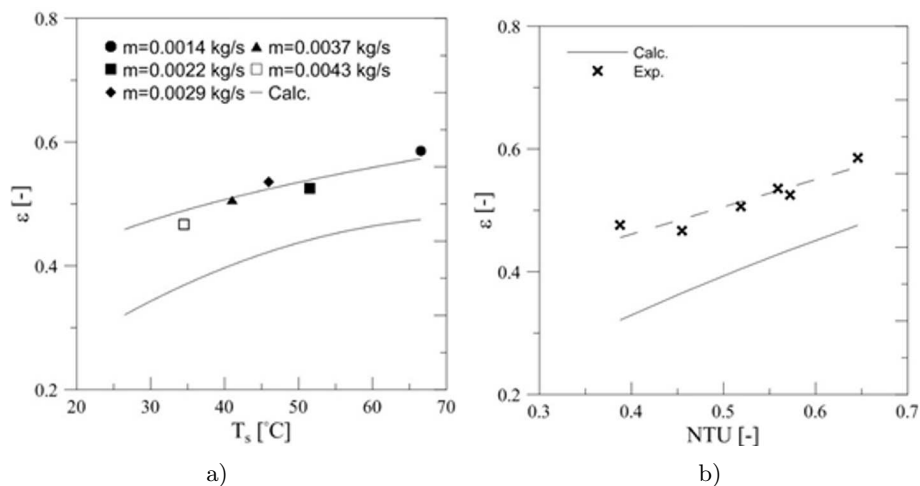 0.8
0.6
0.4
0.2
ε [-]
m=0.0014 kg/s m=0.0037 kg/s
m=0.0022 kg/s m=0.0043 kg/s
m=0.0029 kg/s Calc.
20 30 40 50 60 70
T_s [°C]
a)
0.8
0.6
0.4
0.2
ε [-]
Calc.
Exp.
0.3 0.4 0.5 0.6 0.7
NTU [-]
b)